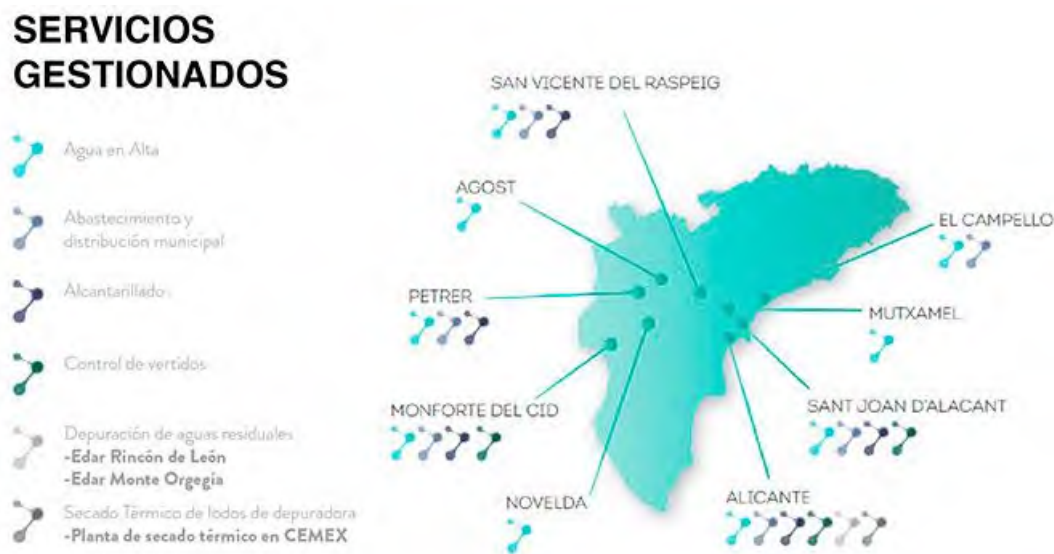 SERVICIOS
GESTIONADOS
Agua en Alta
Abastecimiento y
distribución municipal
Alcantarillado
Control de vertidos
Depuración de aguas residuales
-Edar Rincón de León
-Edar Monte Orgegia
Secado Térmico de lodos de depuradora
-Planta de secado térmico en CEMEX
SAN VICENTE DEL RASPEIG
AGOST
EL CAMPELLO
PETRER
MUTXAMEL
MONFORTE DEL CID
SANT JOAN D'ALACANT
NOVELDA
ALICANTE